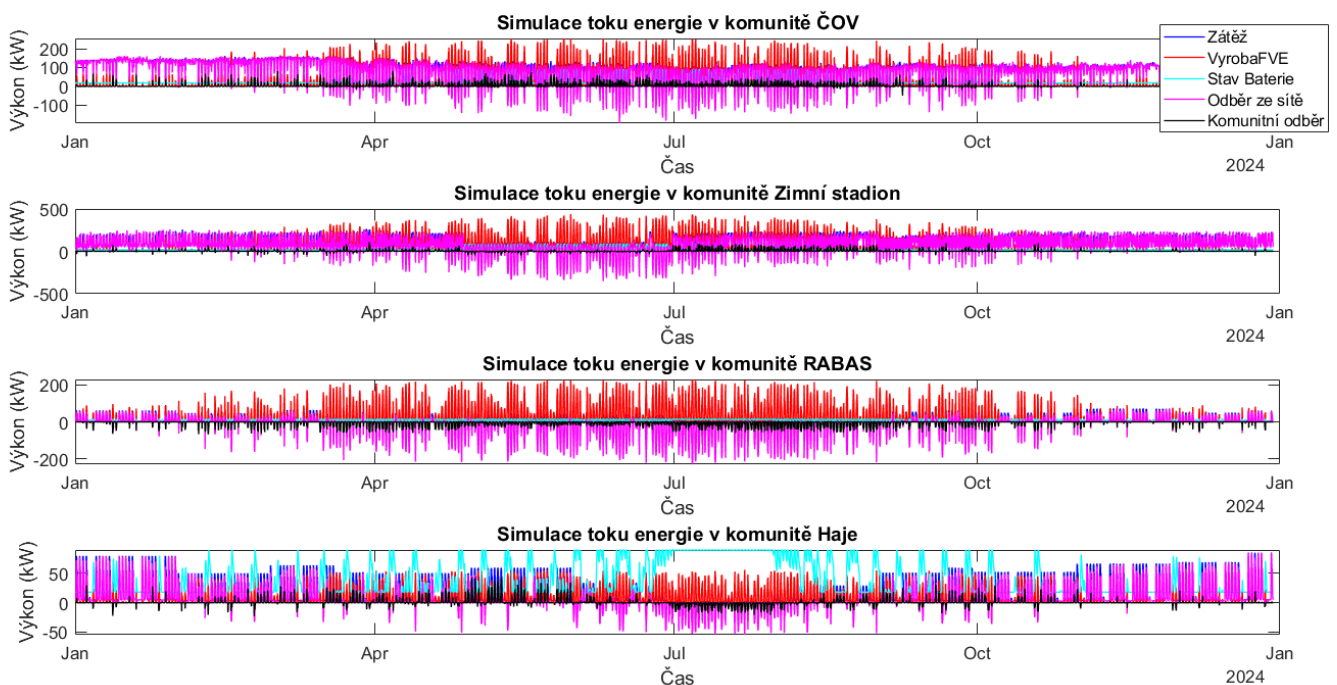 Simulace toku energie v komunitě ČOV
Výkon (kW)
200
100
0
-100
Jan
Apr
Jul
Oct
Jan
Čas
2024
Zátěž
VyrobaFVE
Stav Baterie
Odběr ze sítě
Komunitní odběr
Simulace toku energie v komunitě Zimní stadion
Výkon (kW)
500
0
-500
Jan
Apr
Jul
Oct
Jan
Čas
2024
Simulace toku energie v komunitě RABAS
Výkon (kW)
200
0
-200
Jan
Apr
Jul
Oct
Jan
Čas
2024
Simulace toku energie v komunitě Haje
Výkon (kW)
50
0
-50
Jan
Apr
Jul
Oct
Jan
Čas
2024